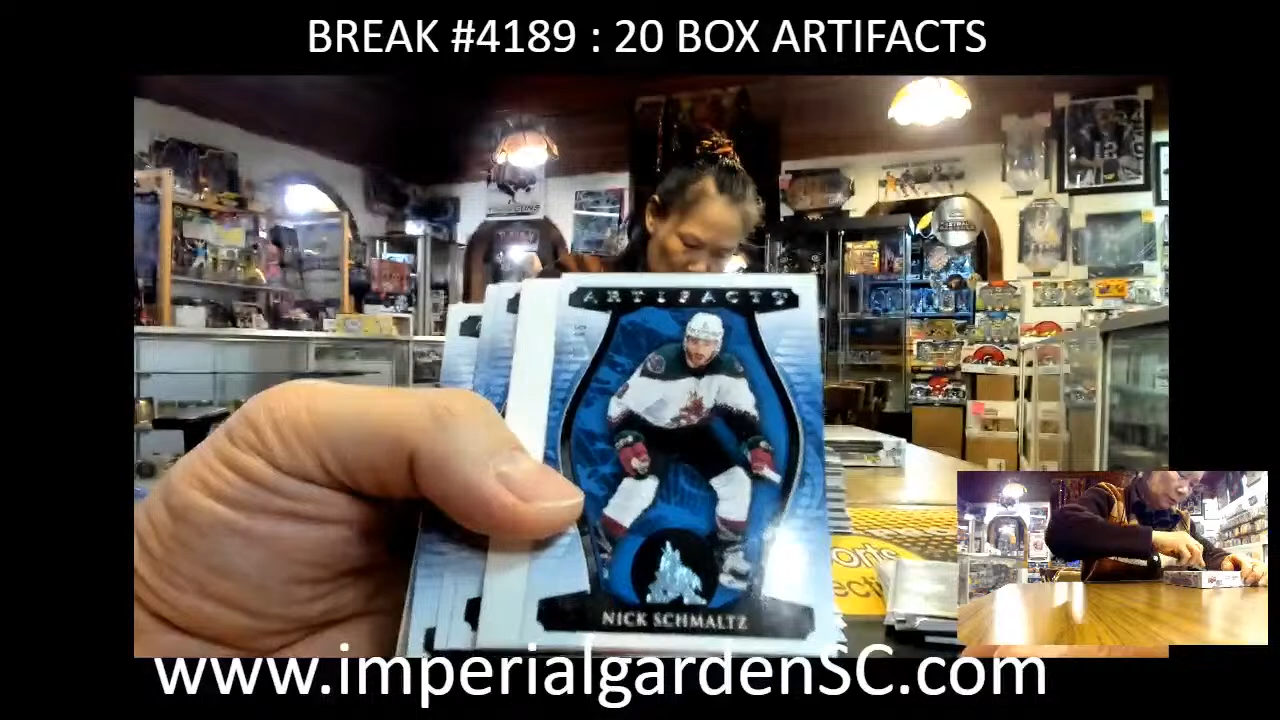 BREAK #4189 : 20 BOX ARTIFACTS
ARTIFACTS
NICK SCHMALTZ
www.imperialgardenSC.com